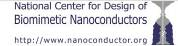 National Center for Design of
Biomimetic Nanoconductors
http://www.nanoconductor.org